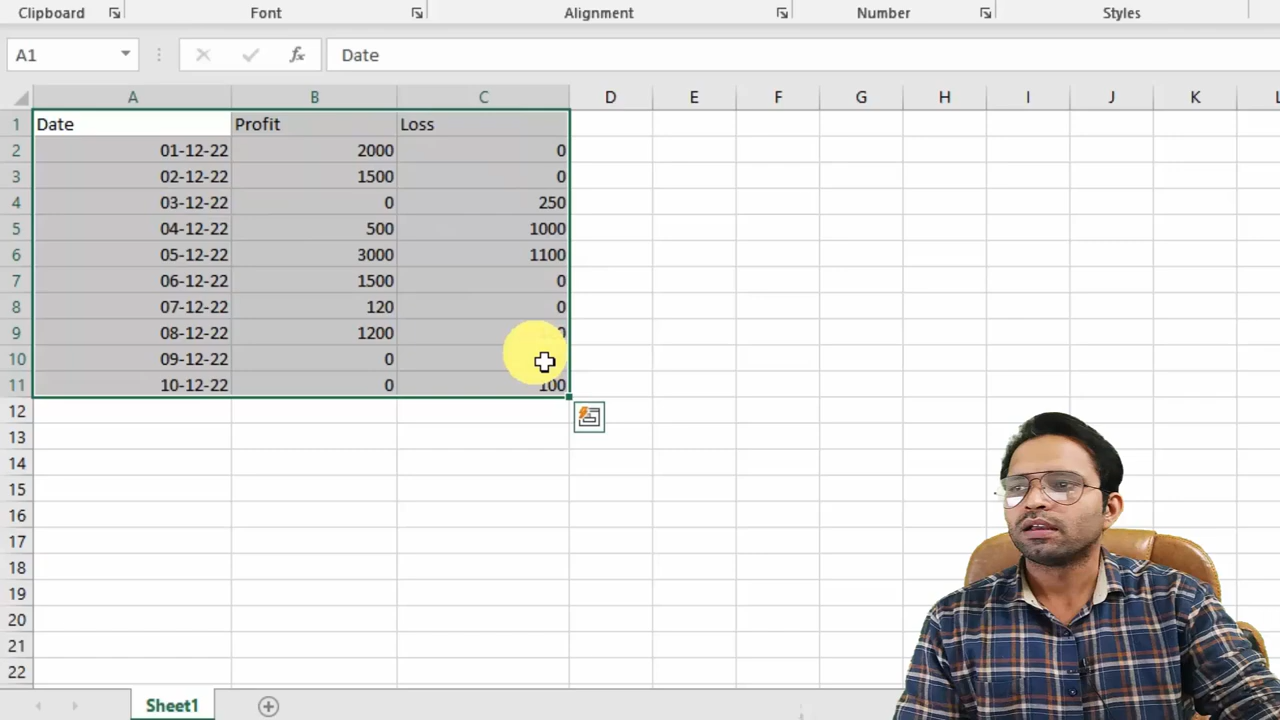 Clipboard Font Alignment Number Styles
A1 fx Date
A B C D E F G H I J K L
1 Date Profit Loss
2 01-12-22 2000 0
3 02-12-22 1500 0
4 03-12-22 0 250
5 04-12-22 500 1000
6 05-12-22 3000 1100
7 06-12-22 1500 0
8 07-12-22 120 0
9 08-12-22 1200
10 09-12-22 0
11 10-12-22 0 100
12
13
14
15
16
17
18
19
20
21
22
Sheet1